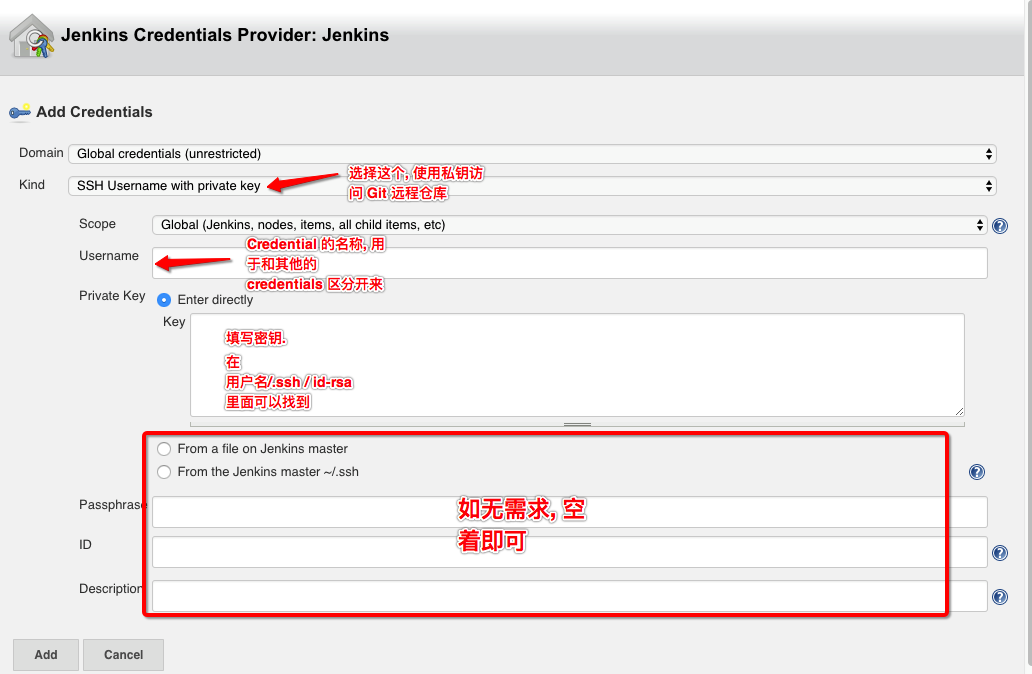 Jenkins Credentials Provider: Jenkins
Add Credentials
Domain
Global credentials (unrestricted)
Kind
SSH Username with private key
选择这个, 使用私钥访
问 Git 远程仓库
Scope
Global (Jenkins, nodes, items, all child items, etc)
Username
Credential 的名称, 用
于和其他的
credentials 区分开来
Private Key
Enter directly
Key
填写密钥.
在
用户名/.ssh / id-rsa
里面可以找到
From a file on Jenkins master
From the Jenkins master ~/.ssh
Passphrase
如无需求, 空
着即可
ID
Description
Add
Cancel